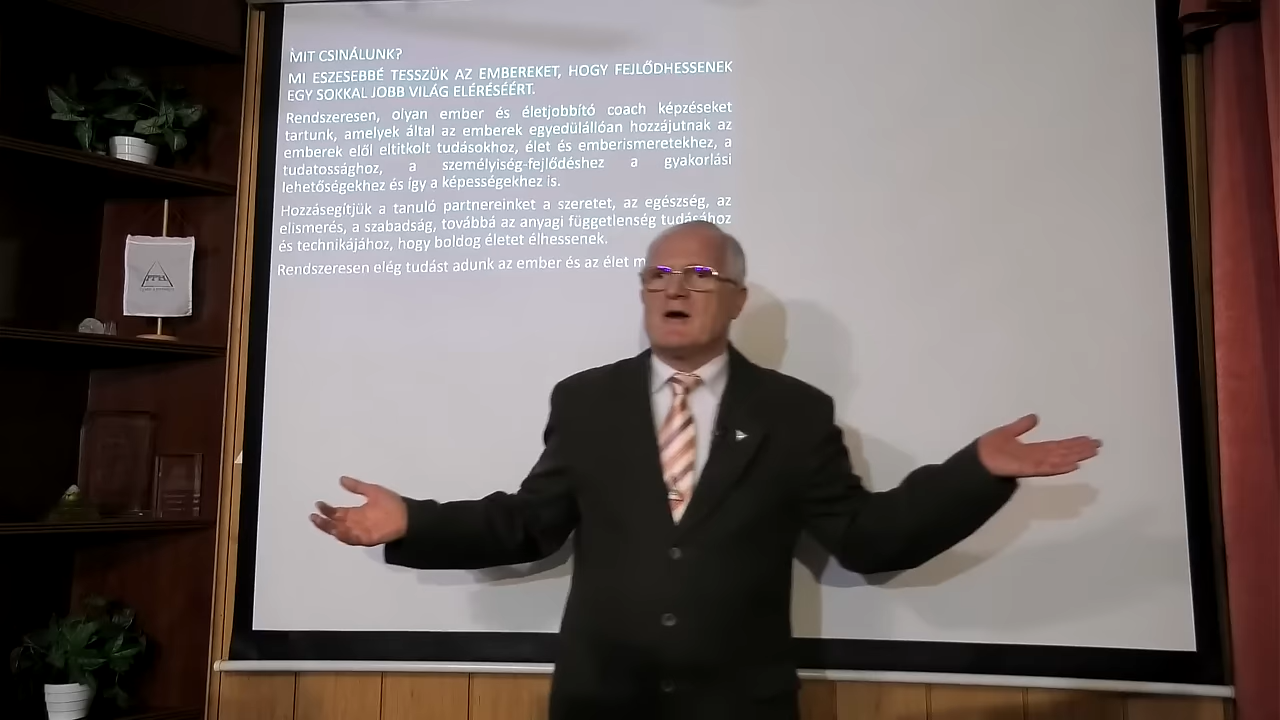 MIT CSINÁLUNK?
MI ESZESEBBÉ TESSZÜK AZ EMBEREKET, HOGY FEJLŐDHESSENEK
EGY SOKKAL JOBB VILÁG ELÉRÉSÉÉRT.
Rendszeresen, olyan ember és életjobbító coach képzéseket
tartunk, amelyek által az emberek egyedülállóan hozzájutnak az
emberek elől eltitkolt tudásokhoz, élet és emberismeretekhez, a
tudatossághoz, a személyiség-fejlődéshez a gyakorlási
lehetőségekhez és így a képességekhez is.
Hozzásegítjük a tanuló partnereinket a szeretet, az egészség, az
elismerés, a szabadság, továbbá az anyagi függetlenség tudásához
és technikájához, hogy boldog életet élhessenek.
Rendszeresen elég tudást adunk az ember és az élet